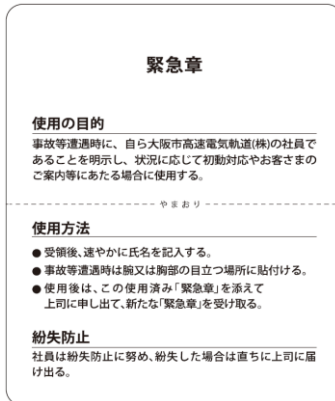 緊急章
使用の目的
事故等遭遇時に、自ら大阪市高速電気軌道(株)の社員で
あることを明示し、状況に応じて初動対応やお客さまの
ご案内等にあたる場合に使用する。
やまおり
使用方法
● 受領後、速やかに氏名を記入する。
● 事故等遭遇時は腕又は胸部の目立つ場所に貼付ける。
● 使用後は、この使用済み「緊急章」を添えて
上司に申し出て、新たな「緊急章」を受け取る。
紛失防止
社員は紛失防止に努め、紛失した場合は直ちに上司に届
け出る。